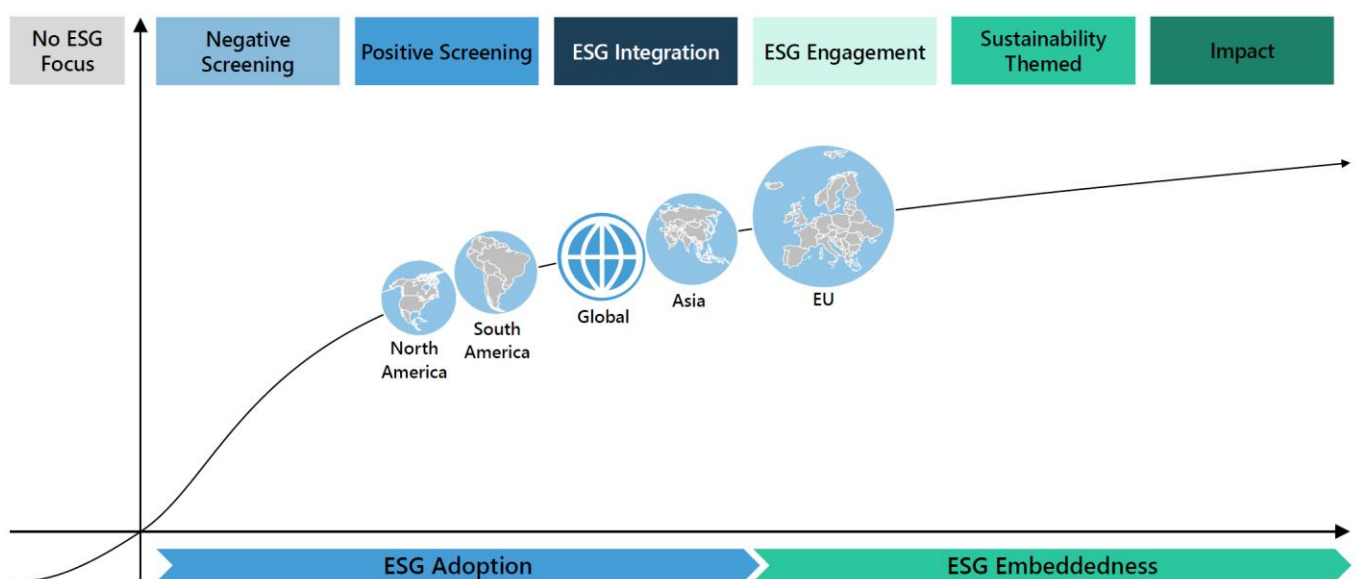 No ESG
Focus
Negative
Screening
Positive Screening
ESG Integration
ESG Engagement
Sustainability
Themed
Impact
North
America
South
America
Global
Asia
EU
ESG Adoption
ESG Embeddedness